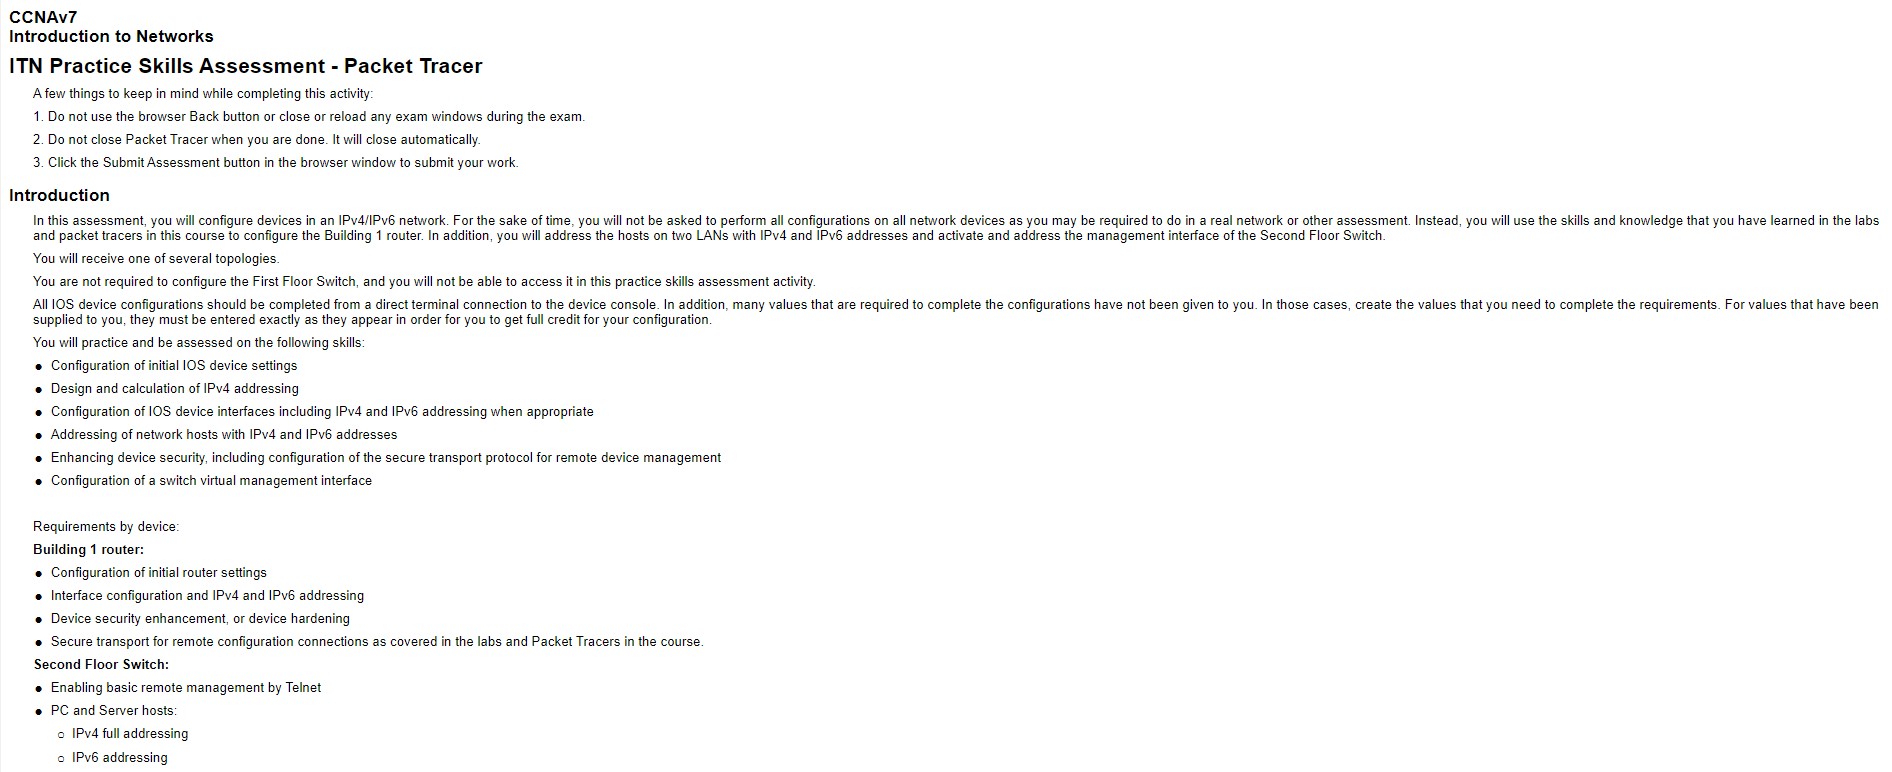 CCNAv7
Introduction to Networks
ITN Practice Skills Assessment - Packet Tracer
A few things to keep in mind while completing this activity:
1. Do not use the browser Back button or close or reload any exam windows during the exam.
2. Do not close Packet Tracer when you are done. It will close automatically.
3. Click the Submit Assessment button in the browser window to submit your work.
Introduction
In this assessment, you will configure devices in an IPv4/IPv6 network. For the sake of time, you will not be asked to perform all configurations on all network devices as you may be required to do in a real network or other assessment. Instead, you will use the skills and knowledge that you have learned in the labs
and packet tracers in this course to configure the Building 1 router. In addition, you will address the hosts on two LANs with IPv4 and IPv6 addresses and activate and address the management interface of the Second Floor Switch.
You will receive one of several topologies.
You are not required to configure the First Floor Switch, and you will not be able to access it in this practice skills assessment activity.
All IOS device configurations should be completed from a direct terminal connection to the device console. In addition, many values that are required to complete the configurations have not been given to you. In those cases, create the values that you need to complete the requirements. For values that have been
supplied to you, they must be entered exactly as they appear in order for you to get full credit for your configuration.
You will practice and be assessed on the following skills:
● Configuration of initial IOS device settings
● Design and calculation of IPv4 addressing
● Configuration of IOS device interfaces including IPv4 and IPv6 addressing when appropriate
● Addressing of network hosts with IPv4 and IPv6 addresses
● Enhancing device security, including configuration of the secure transport protocol for remote device management
● Configuration of a switch virtual management interface
Requirements by device:
Building 1 router:
● Configuration of initial router settings
● Interface configuration and IPv4 and IPv6 addressing
● Device security enhancement, or device hardening
● Secure transport for remote configuration connections as covered in the labs and Packet Tracers in the course.
Second Floor Switch:
● Enabling basic remote management by Telnet
● PC and Server hosts:
○ IPv4 full addressing
○ IPv6 addressing